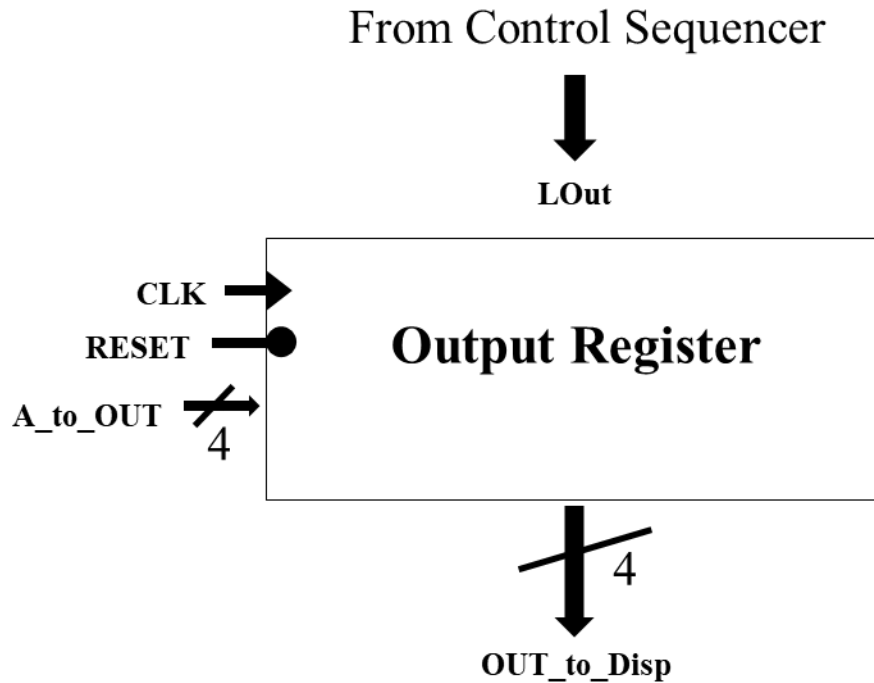 From Control Sequencer
LOut
CLK
RESET
Output Register
A_to_OUT
4
4
OUT_to_Disp